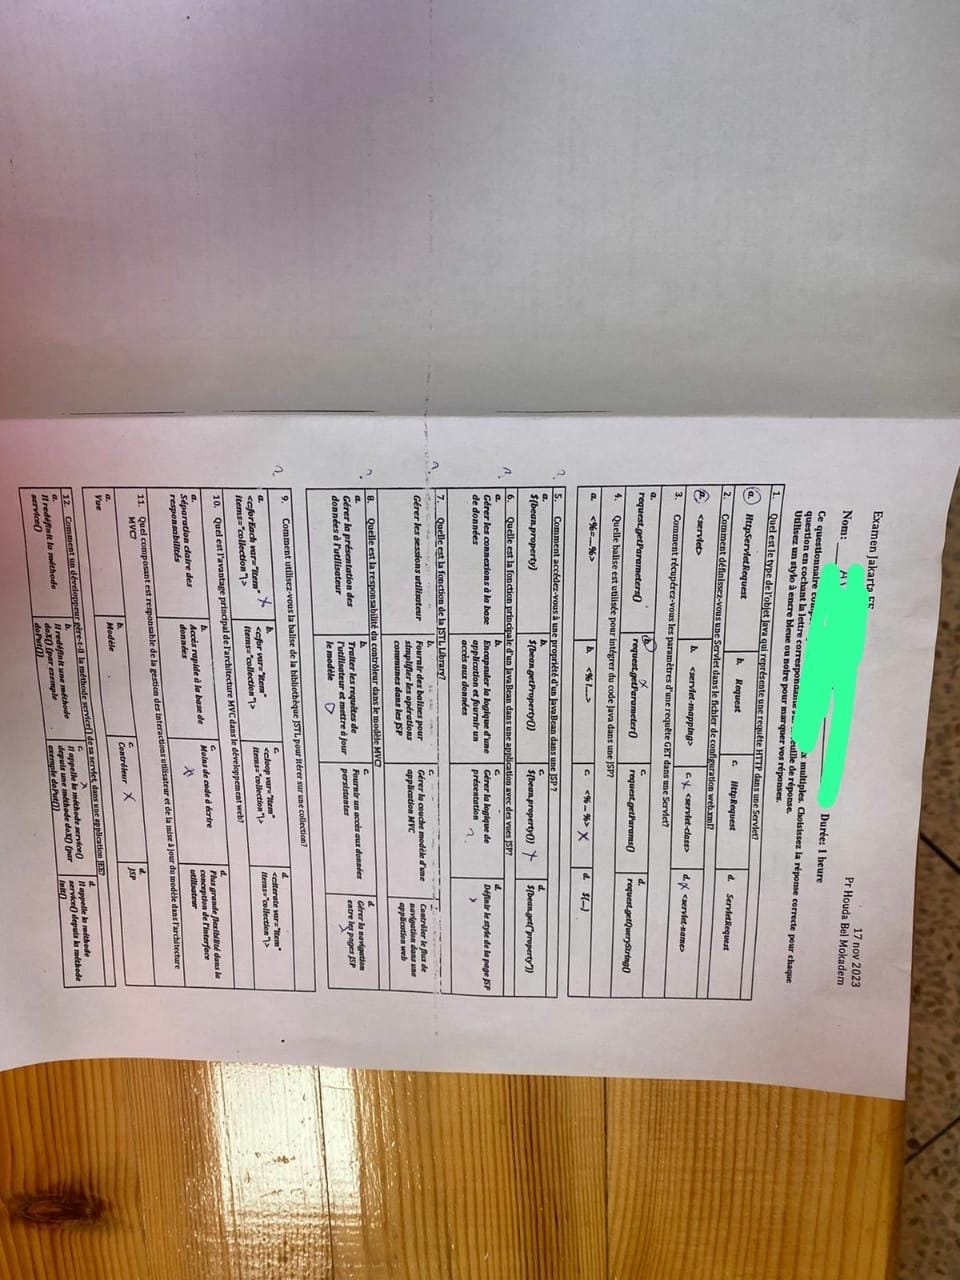 Examen Jakarta EE
17 nov 2023
Pr Houda Bel Mokadem
Nom:
Durée: 1 heure
Ce questionnaire multiples. Choisissez la réponse correcte pour chaque
question en cochant la lettre correspondante feuille de réponse.
Utilisez un stylo à encre bleue ou noire pour marquer vos réponses.
1. Quel est le type de l'objet Java qui représente une requête HTTP dans une Servlet?
a. HttpServletRequest b. Request c. HttpRequest d. ServletRequest
2. Comment définissez-vous une Servlet dans le fichier de configuration web.xml?
a. <servlet> b. <servlet-mapping> c. x <servlet-class> d. x <servlet-name>
3. Comment récupérez-vous les paramètres d'une requête GET dans une Servlet?
a. request.getParameters() b. x request.getParameter() c. request.getParams() d. request.getQueryString()
4. Quelle balise est utilisée pour intégrer du code Java dans une JSP?
a. <%=...%> b. <% !...> c. <% ... %> x d. ${...}
? 5. Comment accédez-vous à une propriété d'un JavaBean dans une JSP ?
a. ${bean.property} b. ${bean.getProperty()} c. ${bean.property()} x d. ${bean.get("property")}
? 6. Quelle est la fonction principale d'un JavaBean dans une application avec des vues JSP?
a. Gérer les connexions à la base de données b. Encapsuler la logique d'une application et fournir un accès aux données c. Gérer la logique de présentation ? d. Définir le style de la page JSP x
? 7. Quelle est la fonction de la JSTL Library?
Gérer les sessions utilisateur b. Fournir des balises pour simplifier les opérations communes dans les JSP c. Gérer la couche modèle d'une application MVC Contrôler le flux de navigation dans une application web
? 8. Quelle est la responsabilité du contrôleur dans le modèle MVC?
a. Gérer la présentation des données à l'utilisateur b. Traiter les requêtes de l'utilisateur et mettre à jour le modèle c. Fournir un accès aux données persistantes d. Gérer la navigation entre les pages JSP x
? 9. Comment utilisez-vous la balise de la bibliothèque JSTL pour itérer sur une collection?
a. x <c:forEach var="item" items="collection"\> b. <c:for var="item" items="collection"\> c. <c:loop var="item" items="collection"\> d. <c:iterate var="item" items="collection"\>
10. Quel est l'avantage principal de l'architecture MVC dans le développement web?
a. Séparation claire des responsabilités b. Accès rapide à la base de données c. Moins de code à écrire x d. Plus grande flexibilité dans la conception de l'interface utilisateur
11. Quel composant est responsable de la gestion des interactions utilisateur et de la mise à jour du modèle dans l'architecture
MVC?
a. Vue b. Modèle c. Contrôleur x d. JSP
12. Comment un développeur gère-t-il la méthode service() de sa servlet, dans une application JEE?
a. Il redéfinit la méthode service() b. Il redéfinit une méthode doX() (par exemple doPut()) c. x Il appelle la méthode service() depuis une méthode doX() (par exemple doPut()) d. Il appelle la méthode service() depuis la méthode init()